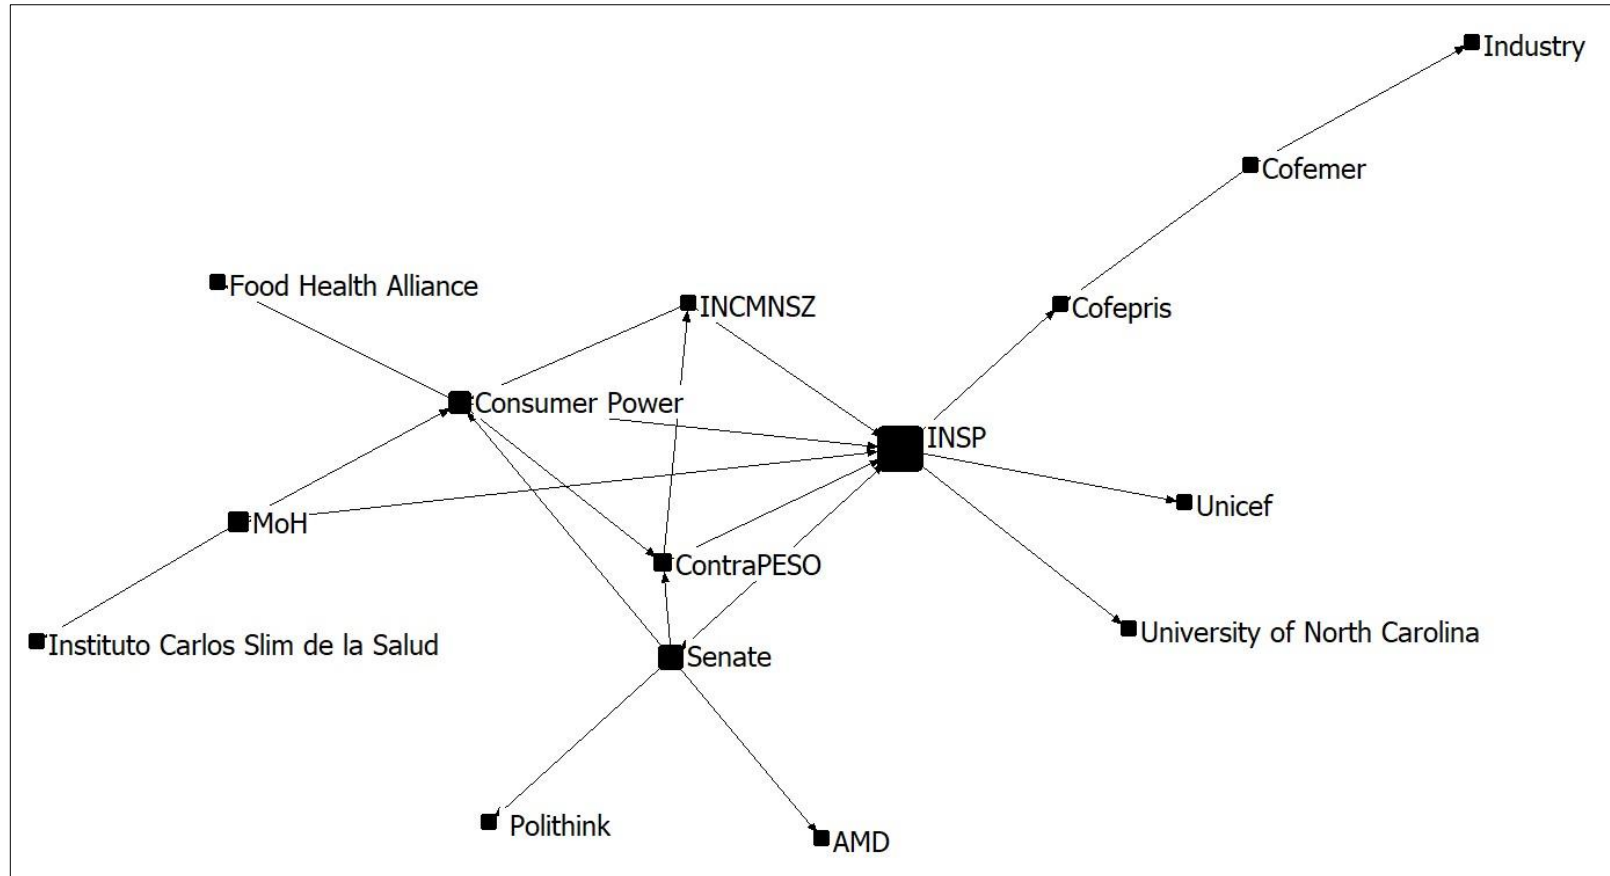 Industry
Cofemer
Food Health Alliance
INCMNSZ
Cofepris
Consumer Power
INSP
Unicef
MoH
ContraPESO
University of North Carolina
Instituto Carlos Slim de la Salud
Senate
Polithink
AMD